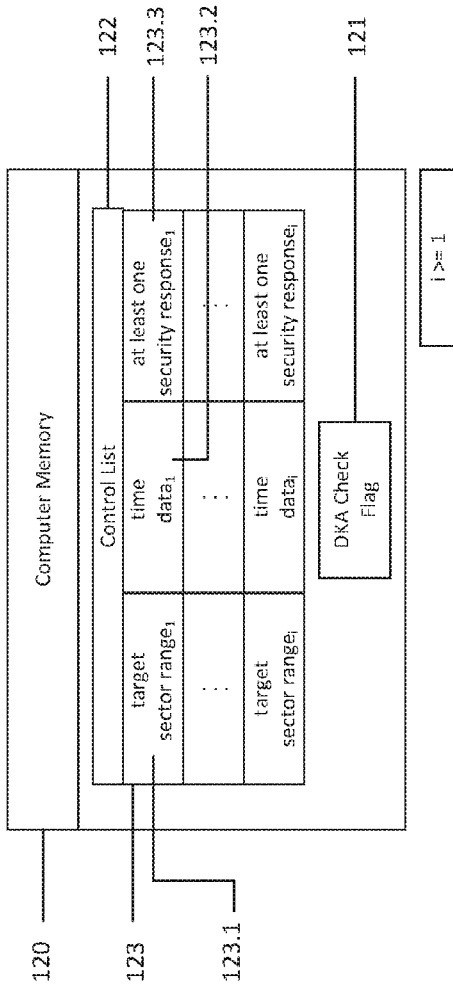 Computer Memory
Control List
target
sector range₁
time
data₁
at least one
security response₁
⋮
⋮
⋮
target
sector rangeᵢ
time
dataᵢ
at least one
security responseᵢ
DKA Check
Flag
i >= 1
120
123
123.1
122
123.3
123.2
121